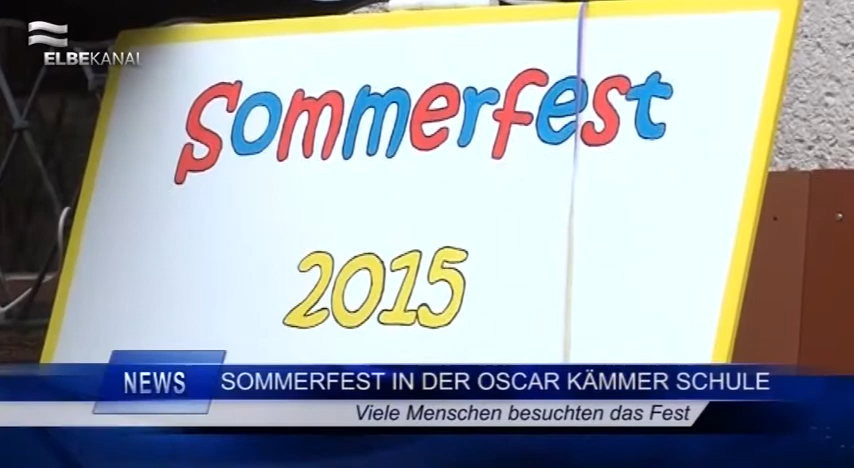 ELBEKANAL
Sommerfest
2015
NEWS
SOMMERFEST IN DER OSCAR KÄMMER SCHULE
Viele Menschen besuchten das Fest